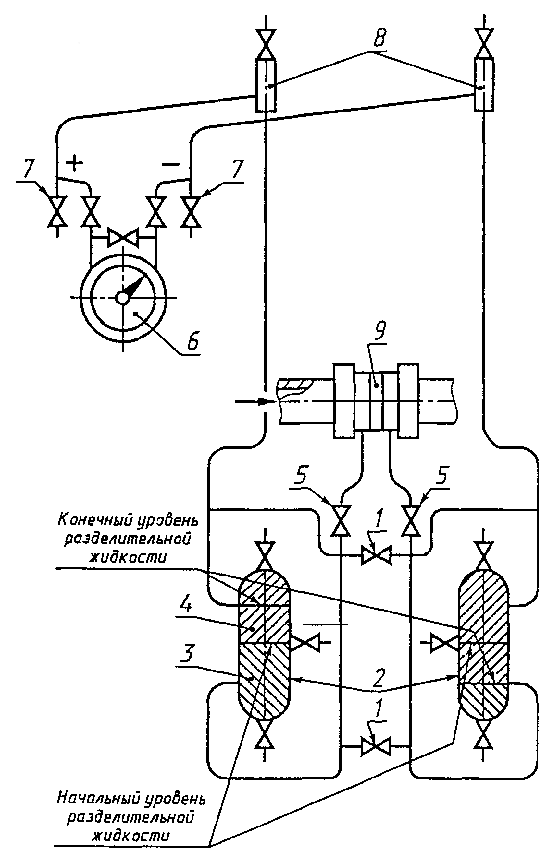 8
7
+
−
7
6
9
5
5
1
Конечный уровень
разделительной
жидкости
4
3
2
1
Начальный уровень
разделительной
жидкости